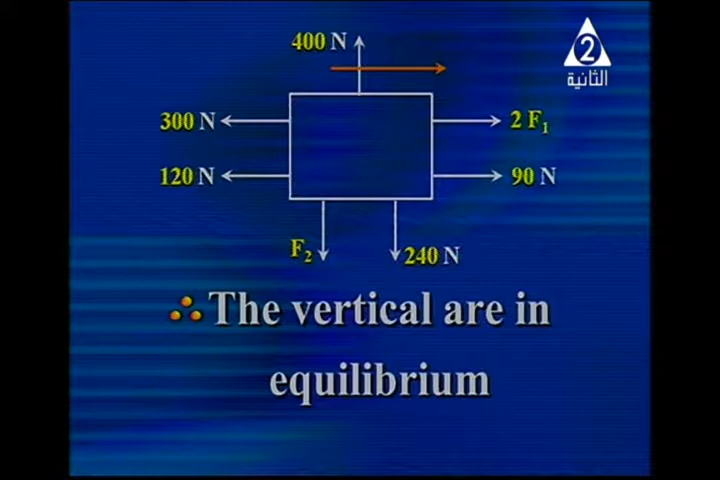 400 N
2
الثانية
300 N
2 F₁
120 N
90 N
F₂
240 N
∴ The vertical are in
equilibrium